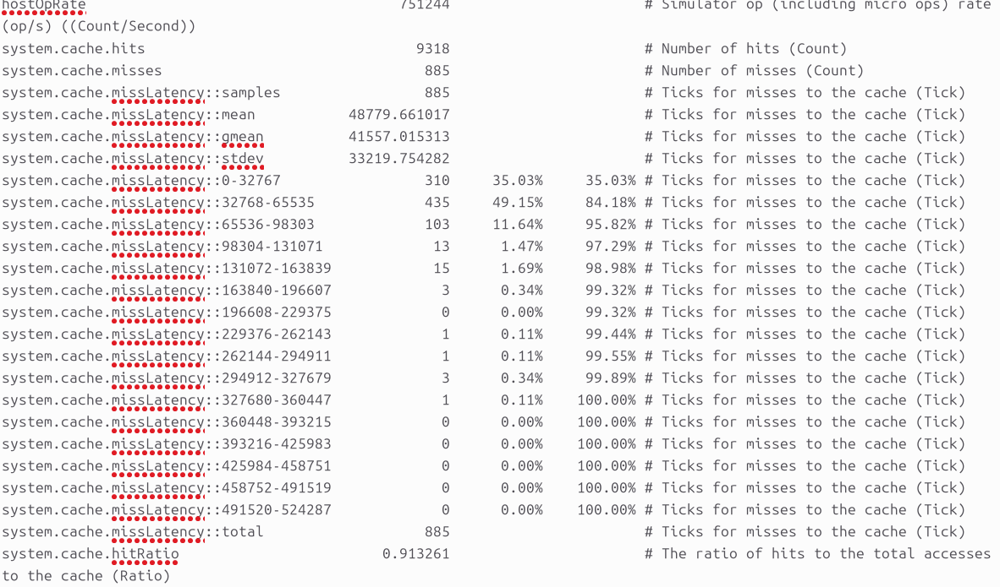 hostOpRate 751244 # Simulator op (including micro ops) rate
(op/s) ((Count/Second))
system.cache.hits 9318 # Number of hits (Count)
system.cache.misses 885 # Number of misses (Count)
system.cache.missLatency::samples 885 # Ticks for misses to the cache (Tick)
system.cache.missLatency::mean 48779.661017 # Ticks for misses to the cache (Tick)
system.cache.missLatency::gmean 41557.015313 # Ticks for misses to the cache (Tick)
system.cache.missLatency::stdev 33219.754282 # Ticks for misses to the cache (Tick)
system.cache.missLatency::0-32767 310 35.03% 35.03% # Ticks for misses to the cache (Tick)
system.cache.missLatency::32768-65535 435 49.15% 84.18% # Ticks for misses to the cache (Tick)
system.cache.missLatency::65536-98303 103 11.64% 95.82% # Ticks for misses to the cache (Tick)
system.cache.missLatency::98304-131071 13 1.47% 97.29% # Ticks for misses to the cache (Tick)
system.cache.missLatency::131072-163839 15 1.69% 98.98% # Ticks for misses to the cache (Tick)
system.cache.missLatency::163840-196607 3 0.34% 99.32% # Ticks for misses to the cache (Tick)
system.cache.missLatency::196608-229375 0 0.00% 99.32% # Ticks for misses to the cache (Tick)
system.cache.missLatency::229376-262143 1 0.11% 99.44% # Ticks for misses to the cache (Tick)
system.cache.missLatency::262144-294911 1 0.11% 99.55% # Ticks for misses to the cache (Tick)
system.cache.missLatency::294912-327679 3 0.34% 99.89% # Ticks for misses to the cache (Tick)
system.cache.missLatency::327680-360447 1 0.11% 100.00% # Ticks for misses to the cache (Tick)
system.cache.missLatency::360448-393215 0 0.00% 100.00% # Ticks for misses to the cache (Tick)
system.cache.missLatency::393216-425983 0 0.00% 100.00% # Ticks for misses to the cache (Tick)
system.cache.missLatency::425984-458751 0 0.00% 100.00% # Ticks for misses to the cache (Tick)
system.cache.missLatency::458752-491519 0 0.00% 100.00% # Ticks for misses to the cache (Tick)
system.cache.missLatency::491520-524287 0 0.00% 100.00% # Ticks for misses to the cache (Tick)
system.cache.missLatency::total 885 # Ticks for misses to the cache (Tick)
system.cache.hitRatio 0.913261 # The ratio of hits to the total accesses
to the cache (Ratio)